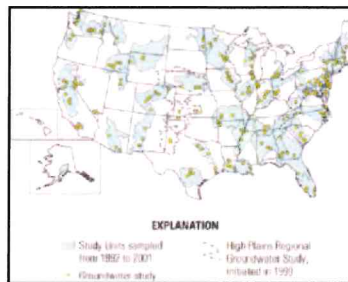 EXPLANATION
Study Units sampled
from 1992 to 2001
Groundwater study
High Plains Regional
Groundwater Study,
initiated in 1999